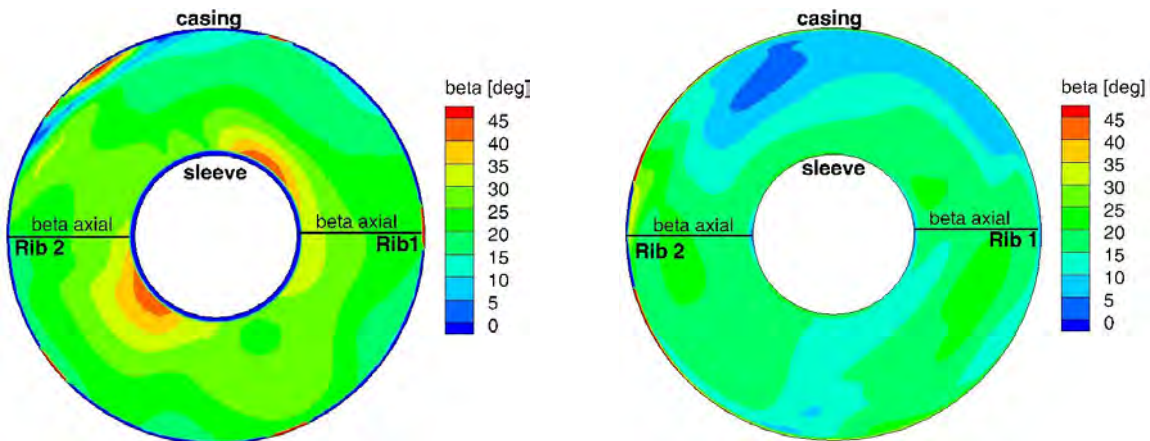 casing
beta [deg]
45
40
35
30
25
20
15
10
5
0
sleeve
beta axial
Rib 2
beta axial
Rib1
casing
beta [deg]
45
40
35
30
25
20
15
10
5
0
sleeve
beta axial
Rib 2
beta axial
Rib 1